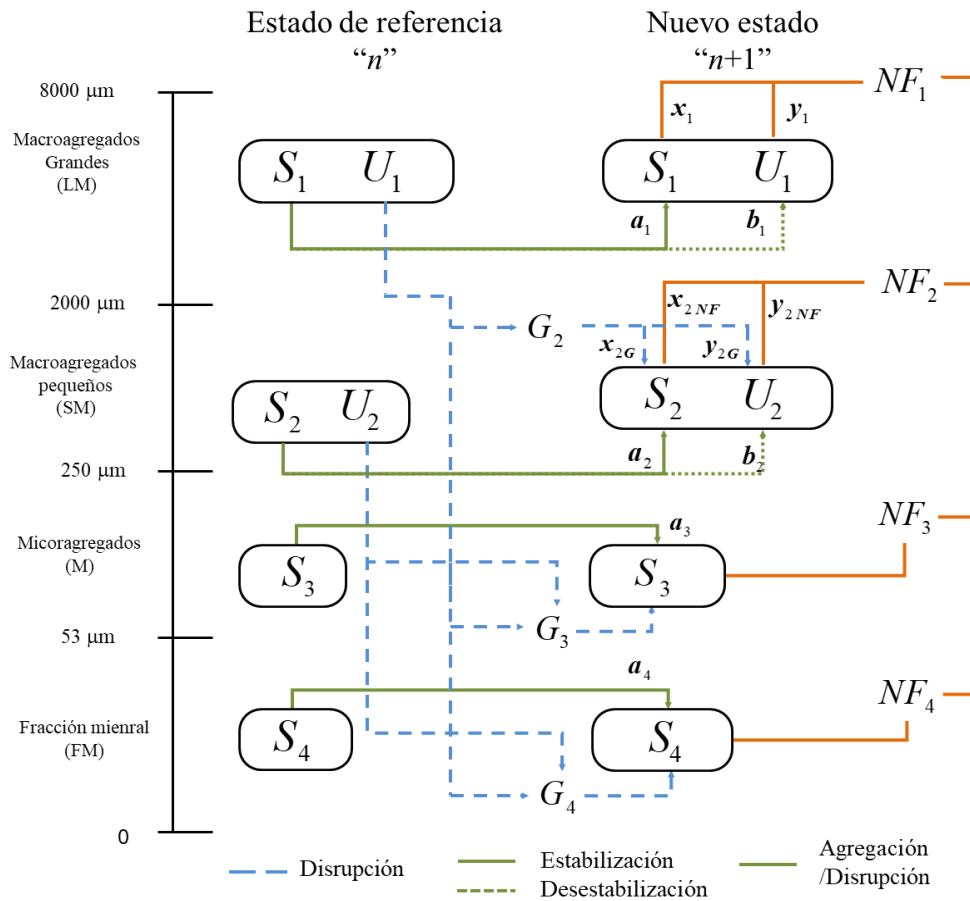 Estado de referencia
“n”
Nuevo estado
“n+1”
8000 μm
Macroagregados
Grandes
(LM)
S₁ U₁
x₁ y₁
NF₁
S₁ U₁
a₁ b₁
2000 μm
x₂ NF y₂ NF
NF₂
G₂
x₂G y₂G
Macroagregados
pequeños
(SM)
S₂ U₂
S₂ U₂
a₂ b₂
250 μm
Micoragregados
(M)
a₃
NF₃
S₃
S₃
G₃
53 μm
a₄
NF₄
Fracción mienral
(FM)
S₄
S₄
G₄
0
Disrupción
Estabilización
Desestabilización
Agregación
/Disrupción